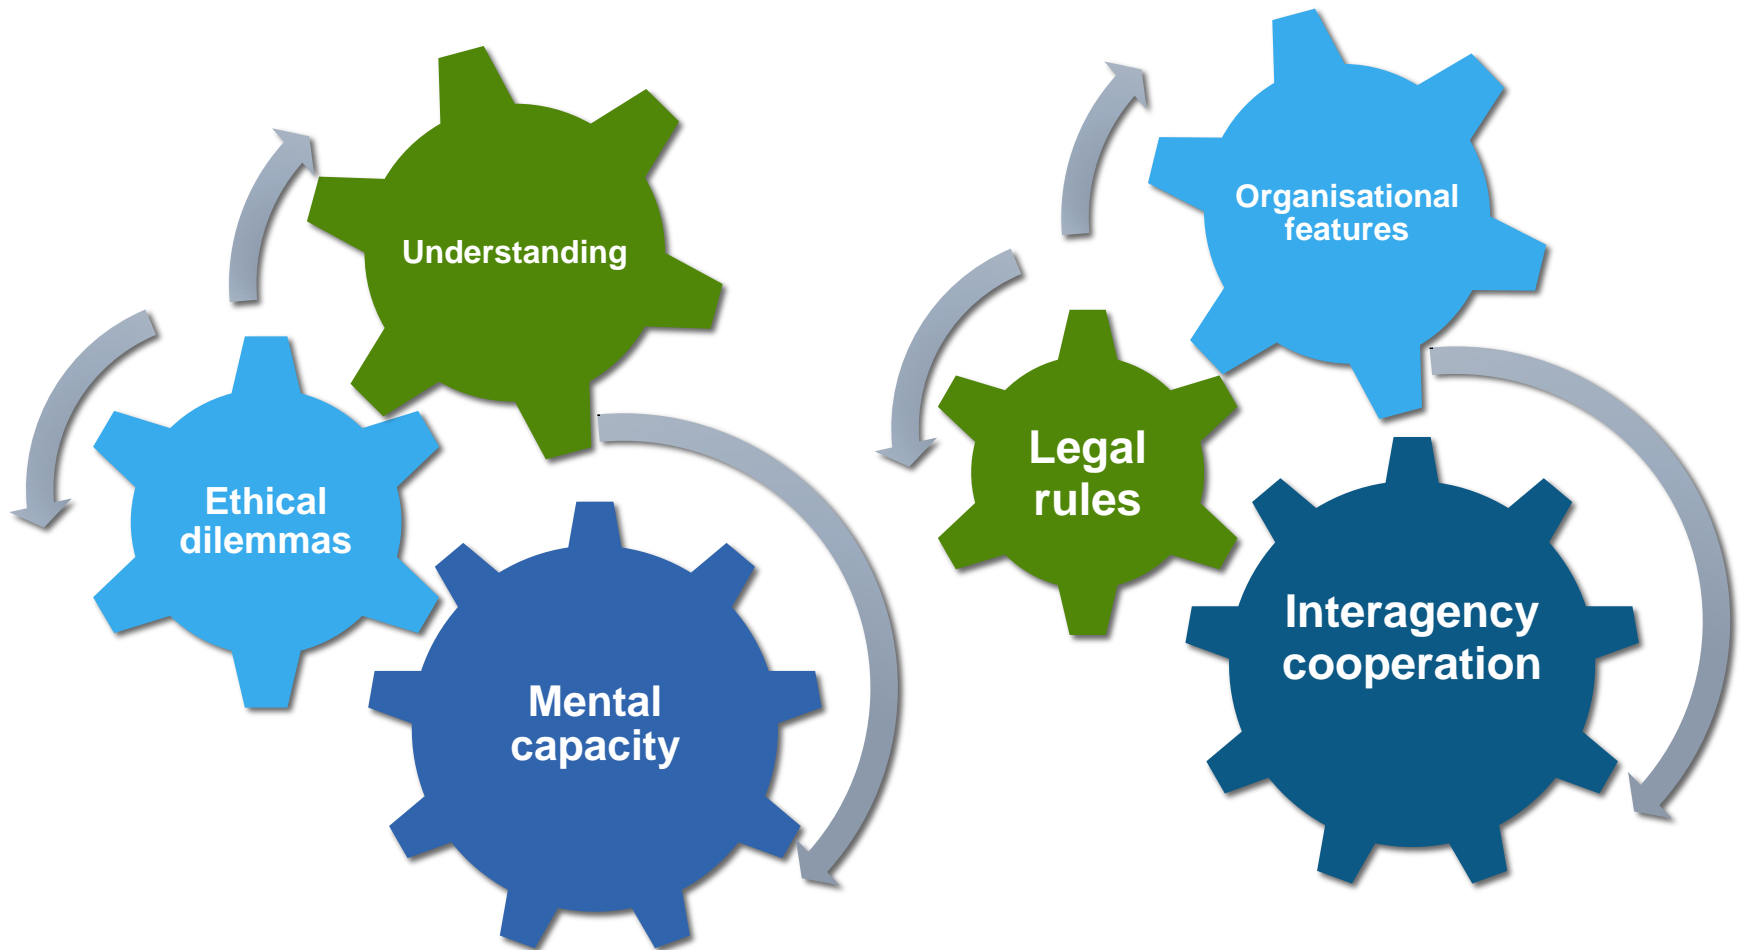 Understanding
Ethical
dilemmas
Mental
capacity
Organisational
features
Legal
rules
Interagency
cooperation